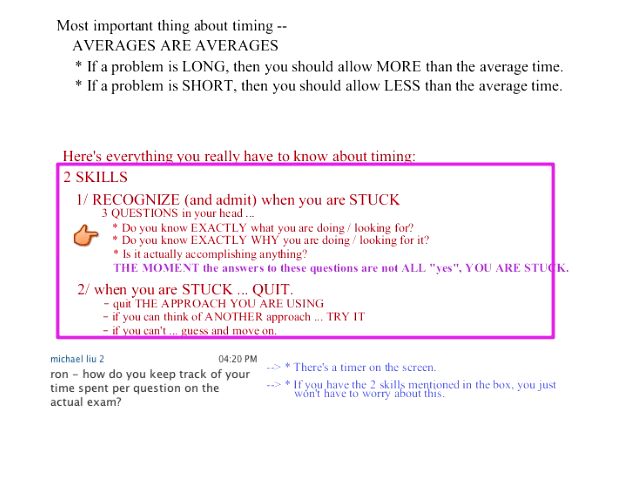 Most important thing about timing --
AVERAGES ARE AVERAGES
* If a problem is LONG, then you should allow MORE than the average time.
* If a problem is SHORT, then you should allow LESS than the average time.
Here's everything you really have to know about timing:
2 SKILLS
1/ RECOGNIZE (and admit) when you are STUCK
3 QUESTIONS in your head ...
* Do you know EXACTLY what you are doing / looking for?
* Do you know EXACTLY WHY you are doing / looking for it?
* Is it actually accomplishing anything?
THE MOMENT the answers to these questions are not ALL "yes", YOU ARE STUCK.
2/ when you are STUCK ... QUIT.
- quit THE APPROACH YOU ARE USING
- if you can think of ANOTHER approach ... TRY IT
- if you can't ... guess and move on.
michael liu 2 04:20 PM
ron - how do you keep track of your
time spent per question on the
actual exam?
--> * There's a timer on the screen.
--> * If you have the 2 skills mentioned in the box, you just
won't have to worry about this.